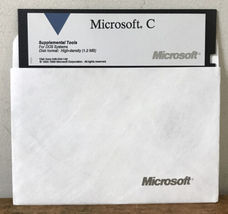 Microsoft® C
Supplemental Tools
For DOS Systems
Disk format: High-density (1.2 MB)
Microsoft®
Microsoft®